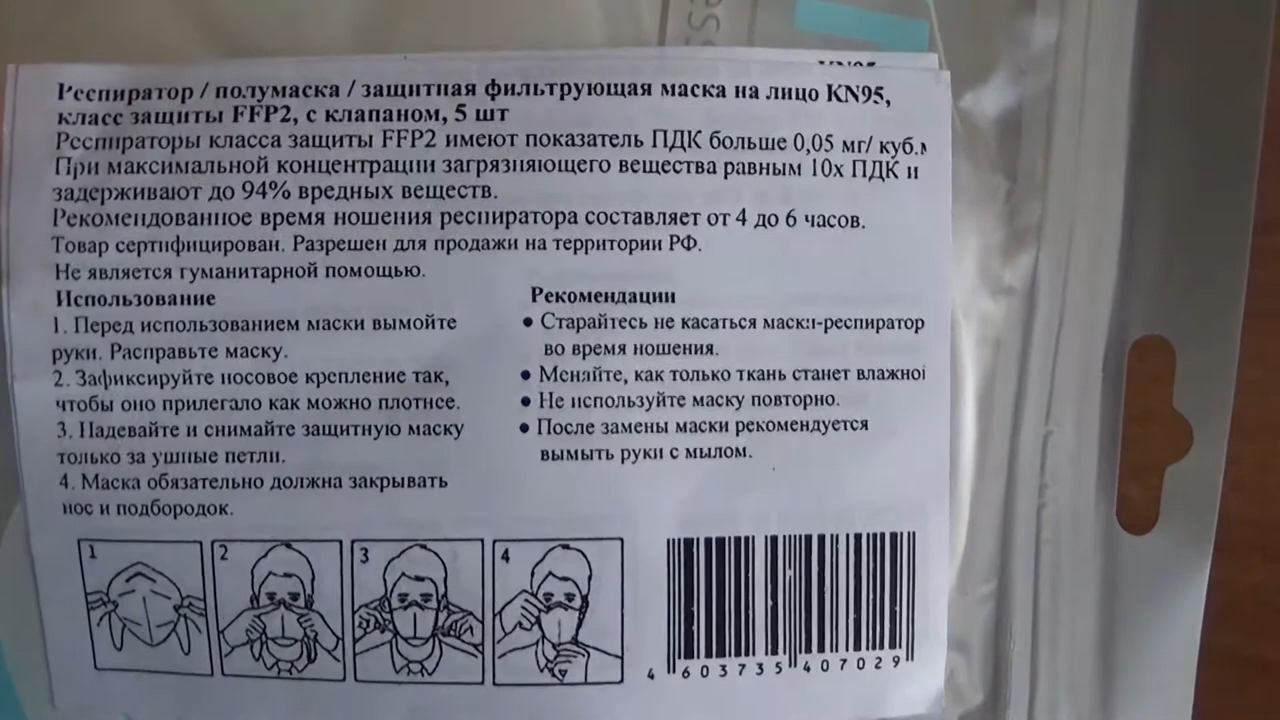 Респиратор / полумаска / защитная фильтрующая маска на лицо KN95,
класс защиты FFP2, с клапаном, 5 шт
Респираторы класса защиты FFP2 имеют показатель ПДК больше 0,05 мг/ куб.м
При максимальной концентрации загрязняющего вещества равным 10х ПДК и
задерживают до 94% вредных веществ.
Рекомендованное время ношения респиратора составляет от 4 до 6 часов.
Товар сертифицирован. Разрешен для продажи на территории РФ.
Не является гуманитарной помощью.
Использование
1. Перед использованием маски вымойте
руки. Расправьте маску.
2. Зафиксируйте носовое крепление так,
чтобы оно прилегало как можно плотнее.
3. Надевайте и снимайте защитную маску
только за ушные петли.
4. Маска обязательно должна закрывать
нос и подбородок.
Рекомендации
● Старайтесь не касаться маски-респиратор
во время ношения.
● Меняйте, как только ткань станет влажной
● Не используйте маску повторно.
● После замены маски рекомендуется
вымыть руки с мылом.
1 2 3 4
4 603735 407029